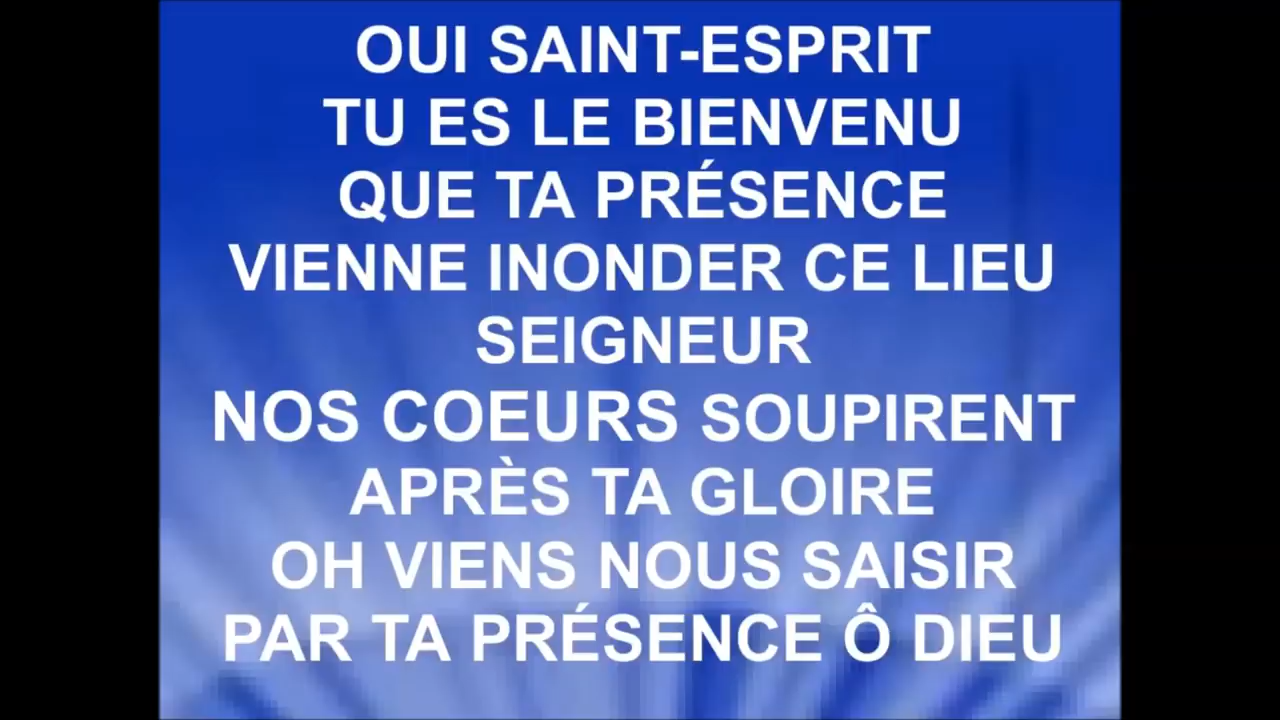 OUI SAINT-ESPRIT
TU ES LE BIENVENU
QUE TA PRÉSENCE
VIENNE INONDER CE LIEU
SEIGNEUR
NOS COEURS SOUPIRENT
APRÈS TA GLOIRE
OH VIENS NOUS SAISIR
PAR TA PRÉSENCE Ô DIEU